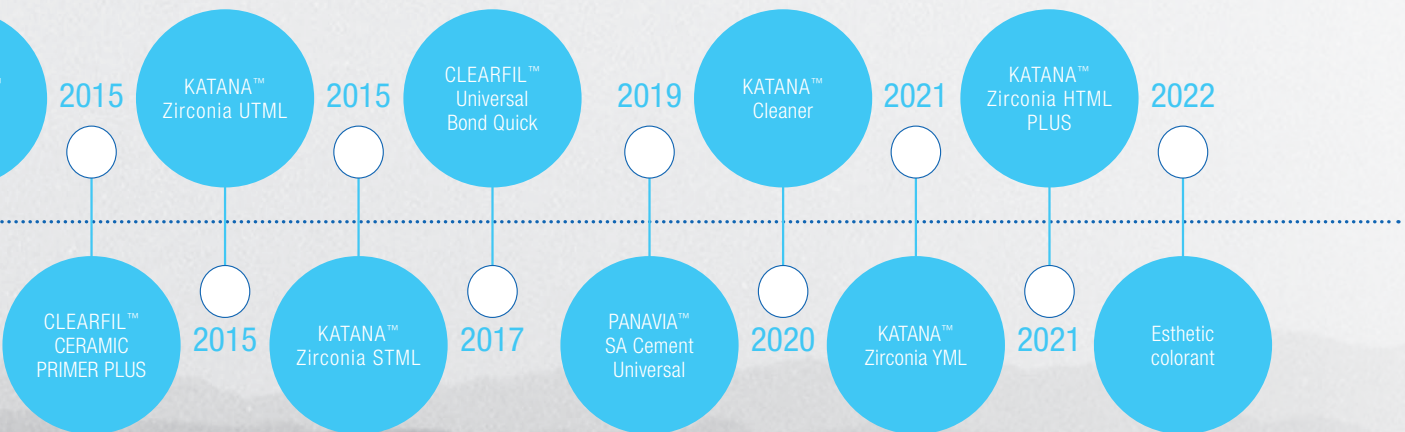 2015
CLEARFIL™
CERAMIC
PRIMER PLUS
KATANA™
Zirconia UTML
2015
2015
KATANA™
Zirconia STML
CLEARFIL™
Universal
Bond Quick
2017
2019
PANAVIA™
SA Cement
Universal
KATANA™
Cleaner
2020
2021
KATANA™
Zirconia YML
KATANA™
Zirconia HTML
PLUS
2021
2022
Esthetic
colorant